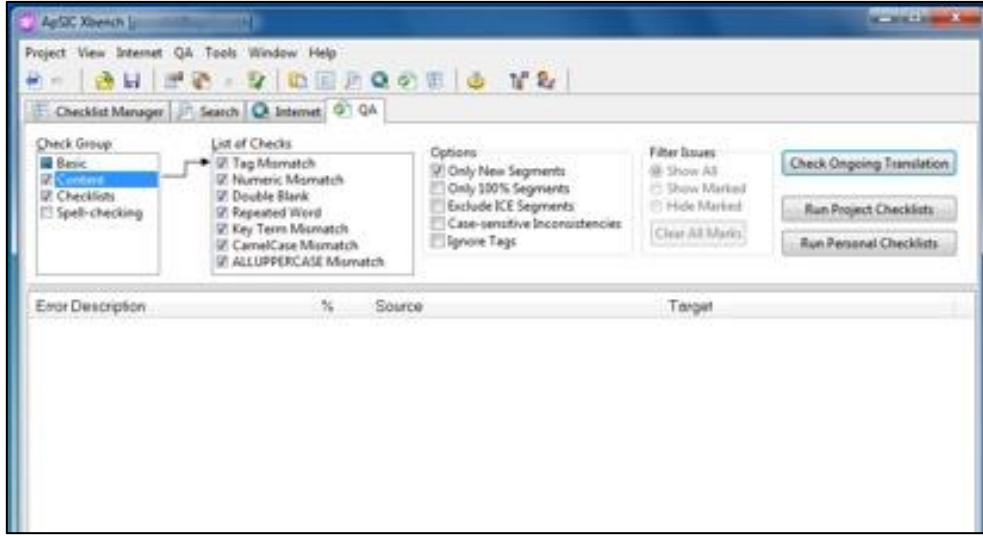 ApSIC Xbench [
Project View Internet QA Tools Window Help
Checklist Manager Search Internet QA
Check Group
Basic
Content
Checklists
Spell-checking
List of Checks
Tag Mismatch
Numeric Mismatch
Double Blank
Repeated Word
Key Term Mismatch
CamelCase Mismatch
ALLUPPERCASE Mismatch
Options
Only New Segments
Only 100% Segments
Exclude ICE Segments
Case-sensitive Inconsistencies
Ignore Tags
Filter Issues
Show All
Show Marked
Hide Marked
Clear All Marks
Check Ongoing Translation
Run Project Checklists
Run Personal Checklists
Error Description % Source Target